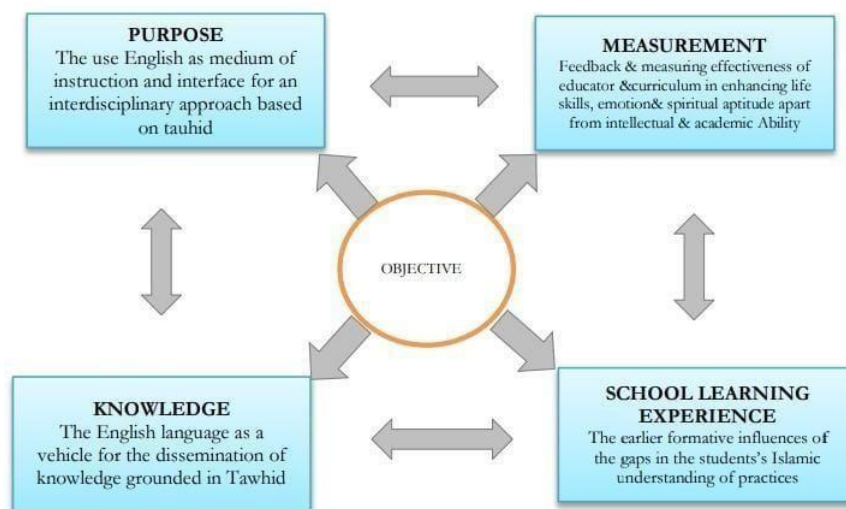 PURPOSE
The use English as medium of
instruction and interface for an
interdisciplinary approach based
on tauhid
MEASUREMENT
Feedback & measuring effectiveness of
educator &curriculum in enhancing life
skills, emotion& spiritual aptitude apart
from intellectual & academic Ability
OBJECTIVE
KNOWLEDGE
The English language as a
vehicle for the dissemination of
knowledge grounded in Tawhid
SCHOOL LEARNING
EXPERIENCE
The earlier formative influences of
the gaps in the students's Islamic
understanding of practices